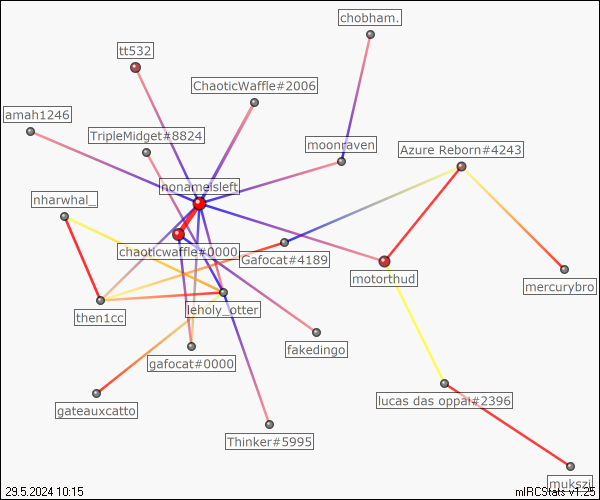 chobham.
tt532
ChaoticWaffle#2006
amah1246
TripleMidget#8824
moonraven
Azure Reborn#4243
nonameisleft
nharwhal_
chaoticwaffle#0000
Gafocat#4189
motorthud
mercurybro
then1cc
leholy_otter
fakedingo
gafocat#0000
lucas das oppai#2396
gateauxcatto
Thinker#5995
mukszi
29.5.2024 10:15
mIRCStats v1.25